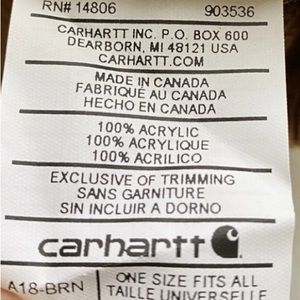 RN# 14806 903536
CARHARTT INC. P.O. BOX 600
DEARBORN, MI 48121 USA
CARHARTT.COM
MADE IN CANADA
FABRIQUÉ AU CANADA
HECHO EN CANADA
100% ACRYLIC
100% ACRYLIQUE
100% ACRILICO
EXCLUSIVE OF TRIMMING
SANS GARNITURE
SIN INCLUIR A DORNO
carhartt
A18-BRN
ONE SIZE FITS ALL
TAILLE UNIVERSELLE